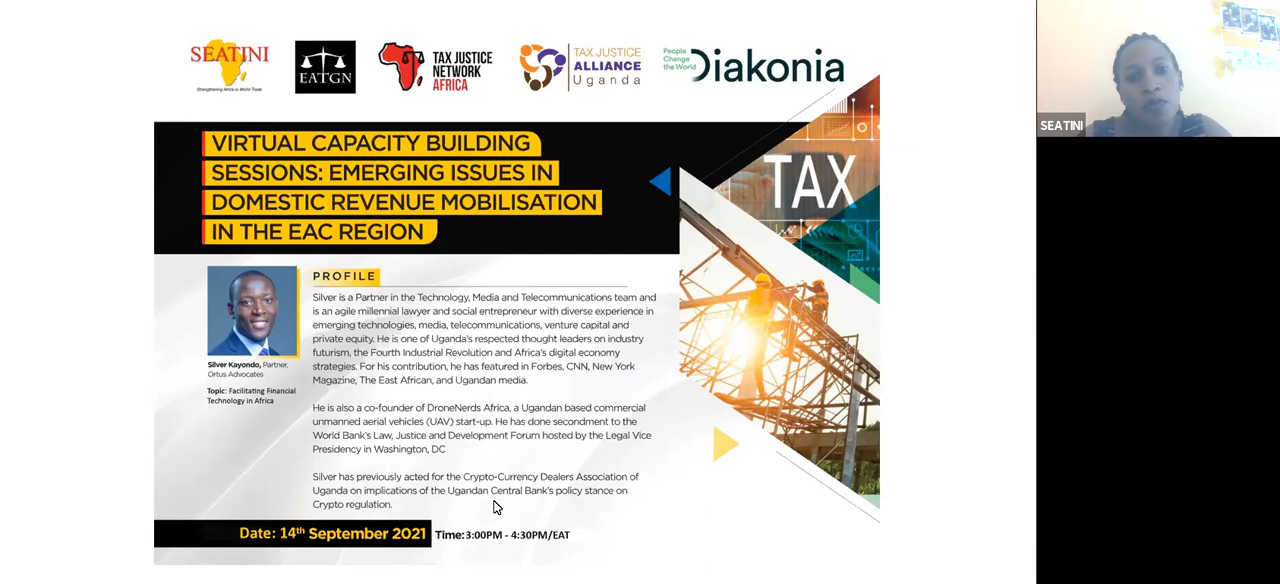 SEATINI
Strengthening Africa in World Trade
EATGN
TAX JUSTICE
NETWORK
AFRICA
TAX JUSTICE
ALLIANCE
Uganda
People
Change
the World
Diakonia
VIRTUAL CAPACITY BUILDING
SESSIONS: EMERGING ISSUES IN
DOMESTIC REVENUE MOBILISATION
IN THE EAC REGION
TAX
SEATINI
Silver Kayondo, Partner,
Ortus Advocates
Topic: Facilitating Financial
Technology in Africa
PROFILE
Silver is a Partner in the Technology, Media and Telecommunications team and
is an agile millennial lawyer and social entrepreneur with diverse experience in
emerging technologies, media, telecommunications, venture capital and
private equity. He is one of Uganda's respected thought leaders on industry
futurism, the Fourth Industrial Revolution and Africa's digital economy
strategies. For his contribution, he has featured in Forbes, CNN, New York
Magazine, The East African, and Ugandan media.
He is also a co-founder of DroneNerds Africa, a Ugandan based commercial
unmanned aerial vehicles (UAV) start-up. He has done secondment to the
World Bank's Law, Justice and Development Forum hosted by the Legal Vice
Presidency in Washington, DC
Silver has previously acted for the Crypto-Currency Dealers Association of
Uganda on implications of the Ugandan Central Bank's policy stance on
Crypto regulation.
Date: 14th September 2021 Time:3:00PM - 4:30PM/EAT